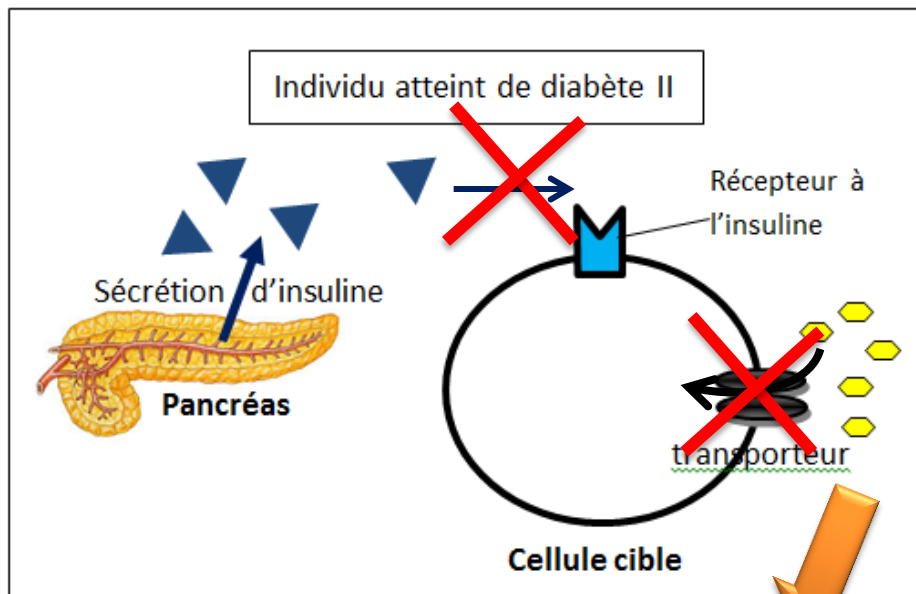 Individu atteint de diabète II
Récepteur à
l'insuline
Sécrétion d'insuline
Pancréas
transporteur
Cellule cible